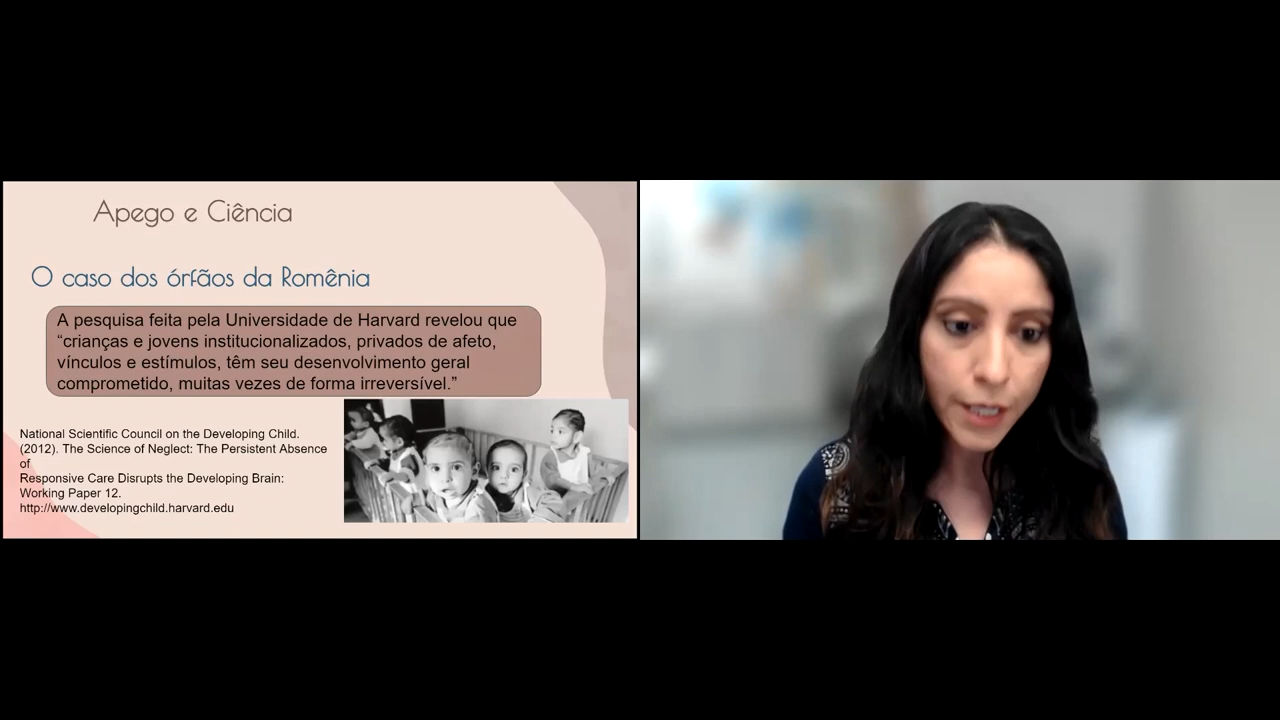 Apego e Ciência
O caso dos órfãos da Romênia
A pesquisa feita pela Universidade de Harvard revelou que
“crianças e jovens institucionalizados, privados de afeto,
vínculos e estímulos, têm seu desenvolvimento geral
comprometido, muitas vezes de forma irreversível.”
National Scientific Council on the Developing Child.
(2012). The Science of Neglect: The Persistent Absence
of
Responsive Care Disrupts the Developing Brain:
Working Paper 12.
http://www.developingchild.harvard.edu